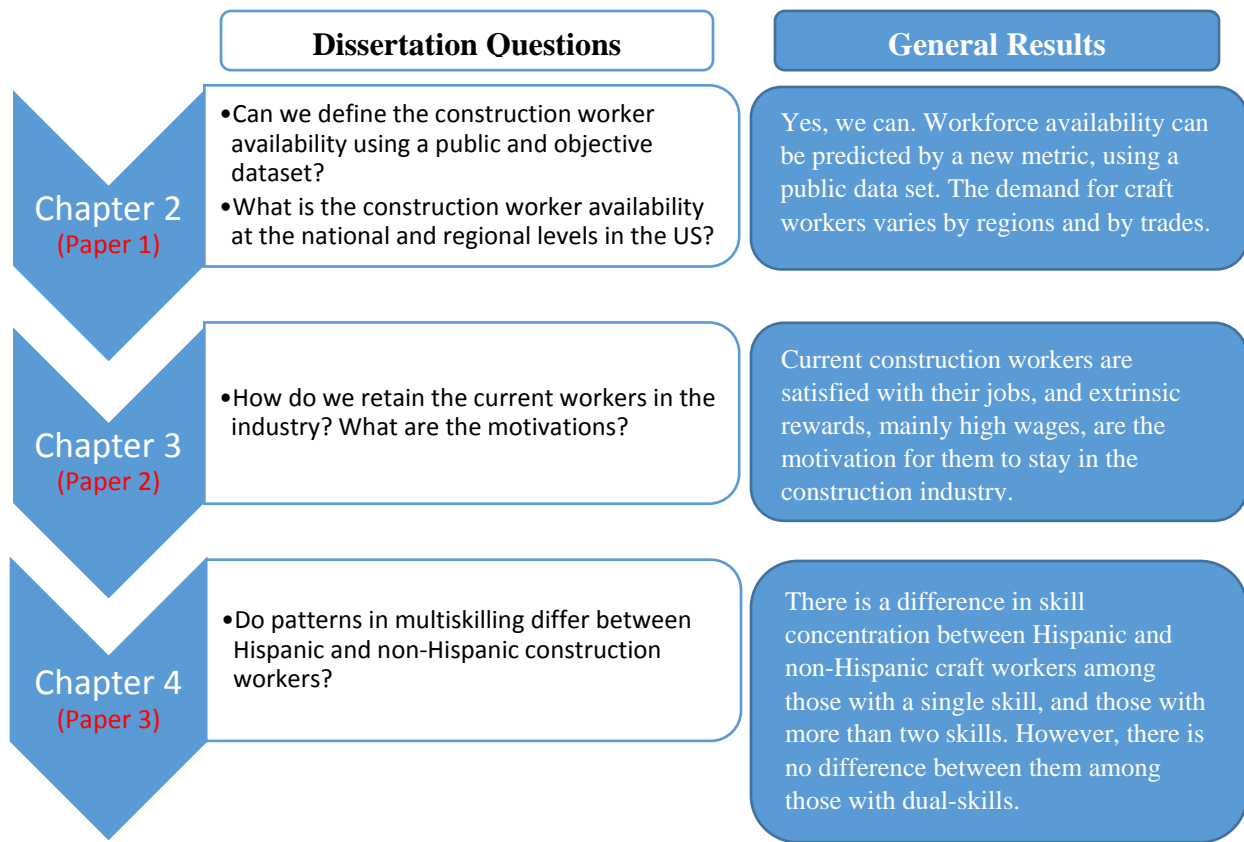 Dissertation Questions
General Results
Chapter 2
(Paper 1)
•Can we define the construction worker
availability using a public and objective
dataset?
•What is the construction worker availability
at the national and regional levels in the US?
Yes, we can. Workforce availability can
be predicted by a new metric, using a
public data set. The demand for craft
workers varies by regions and by trades.
Chapter 3
(Paper 2)
•How do we retain the current workers in the
industry? What are the motivations?
Current construction workers are
satisfied with their jobs, and extrinsic
rewards, mainly high wages, are the
motivation for them to stay in the
construction industry.
Chapter 4
(Paper 3)
•Do patterns in multiskilling differ between
Hispanic and non-Hispanic construction
workers?
There is a difference in skill
concentration between Hispanic and
non-Hispanic craft workers among
those with a single skill, and those with
more than two skills. However, there is
no difference between them among
those with dual-skills.